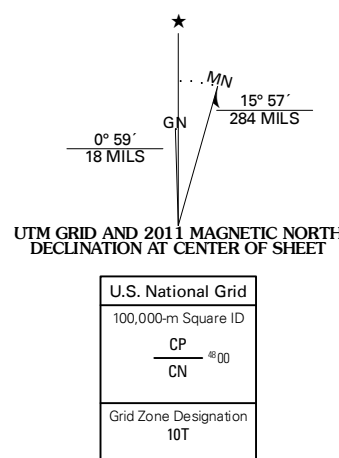 ★
MN
GN
15° 57´
284 MILS
0° 59´
18 MILS
UTM GRID AND 2011 MAGNETIC NORTH
DECLINATION AT CENTER OF SHEET
U.S. National Grid
100,000-m Square ID
CP
CN
4800
Grid Zone Designation
10T